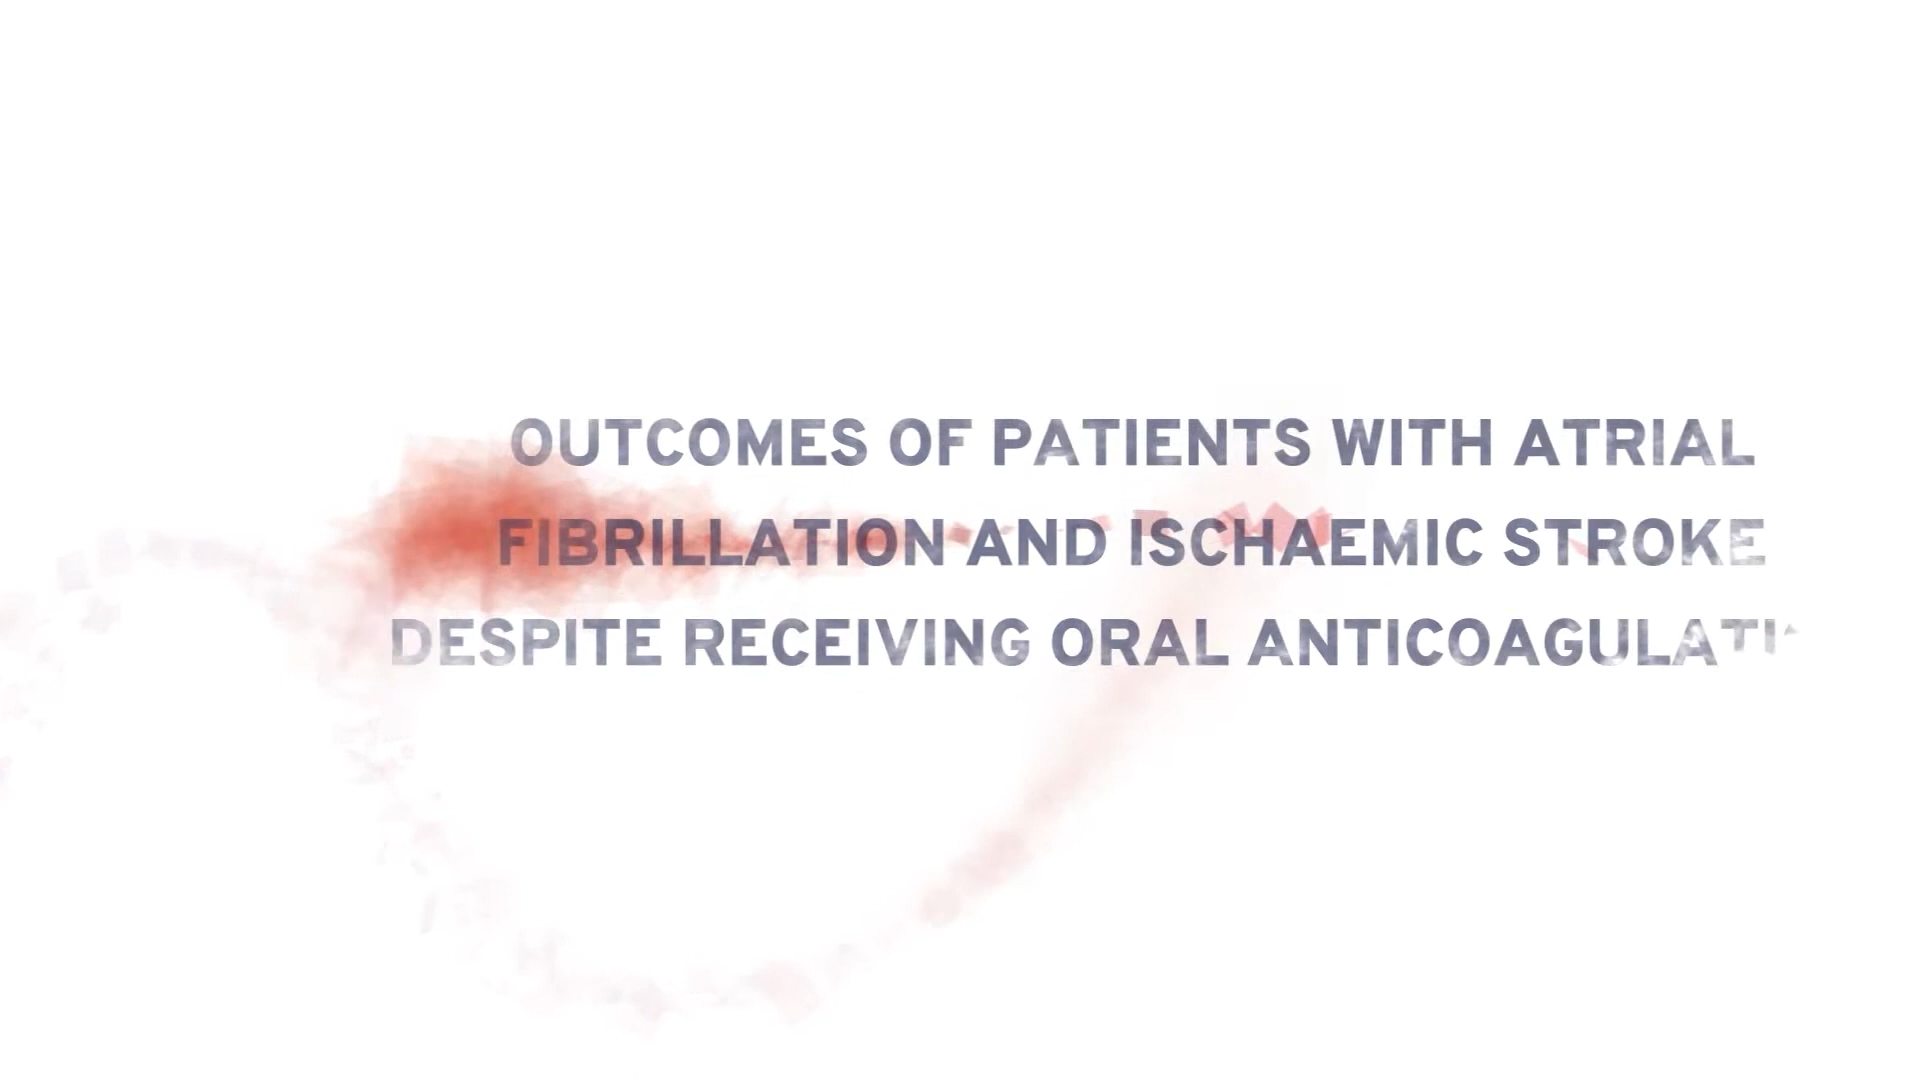 OUTCOMES OF PATIENTS WITH ATRIAL
FIBRILLATION AND ISCHAEMIC STROKE
DESPITE RECEIVING ORAL